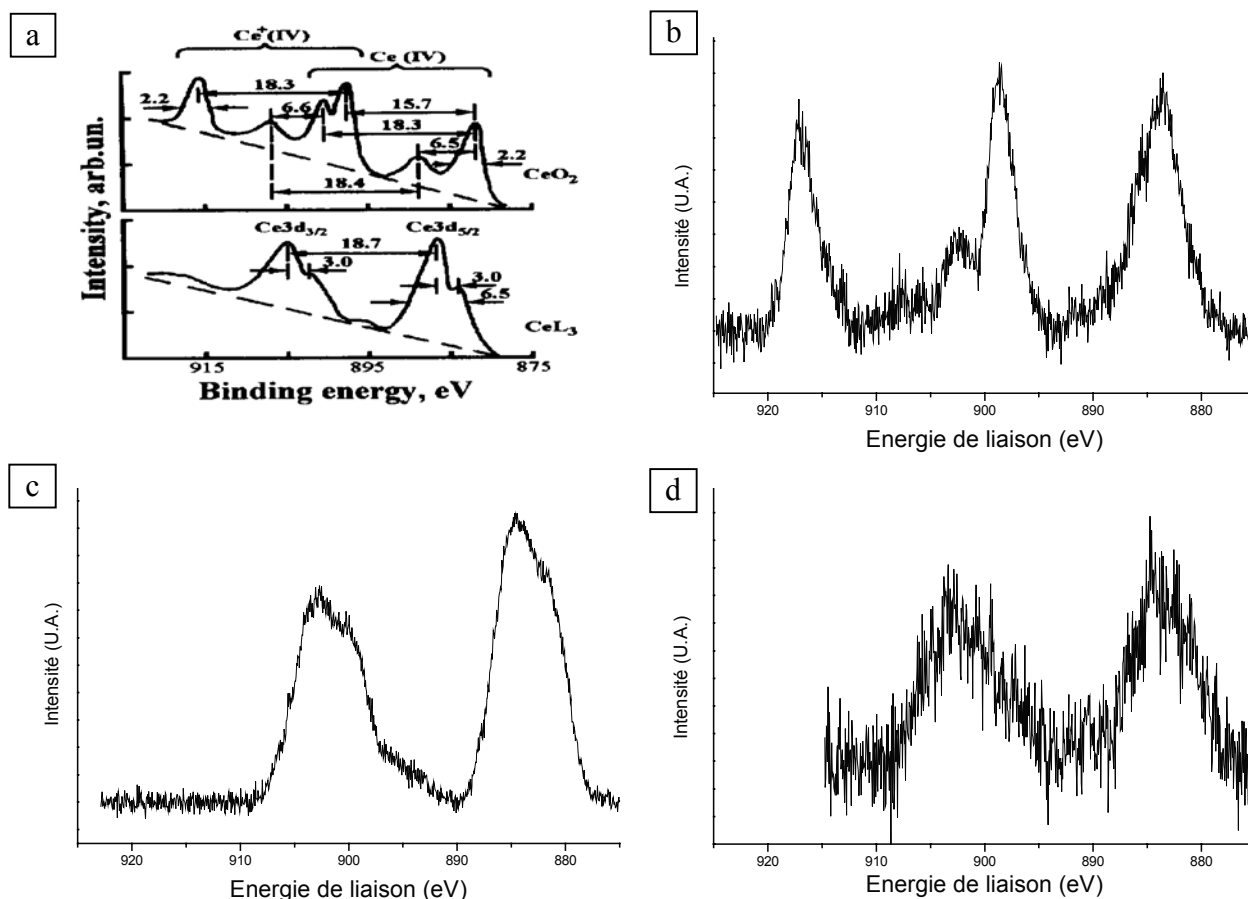 a
Ce⁺(IV)
Ce (IV)
18.3
2.2
6.6
15.7
18.3
6.5
2.2
CeO₂
18.4
Ce3d₃/₂
Ce3d₅/₂
18.7
3.0
3.0
6.5
CeL₃
Intensity, arb.un.
915
895
875
Binding energy, eV
b
Intensité (U.A.)
920
910
900
890
880
Energie de liaison (eV)
c
Intensité (U.A.)
920
910
900
890
880
Energie de liaison (eV)
d
Intensité (U.A.)
920
910
900
890
880
Energie de liaison (eV)